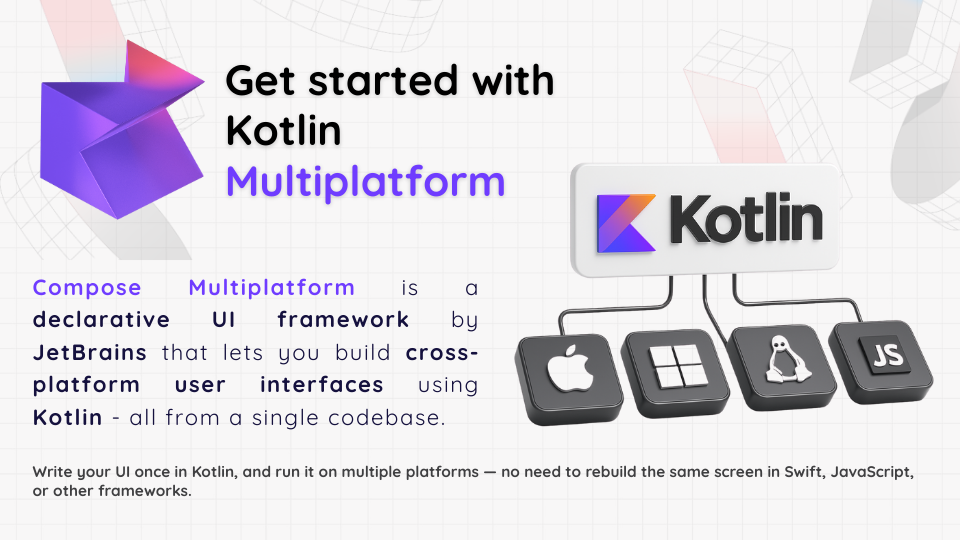 Get started with
Kotlin
Multiplatform
Kotlin
JS
Compose Multiplatform is a
declarative UI framework by
JetBrains that lets you build cross-
platform user interfaces using
Kotlin - all from a single codebase.
Write your UI once in Kotlin, and run it on multiple platforms — no need to rebuild the same screen in Swift, JavaScript,
or other frameworks.